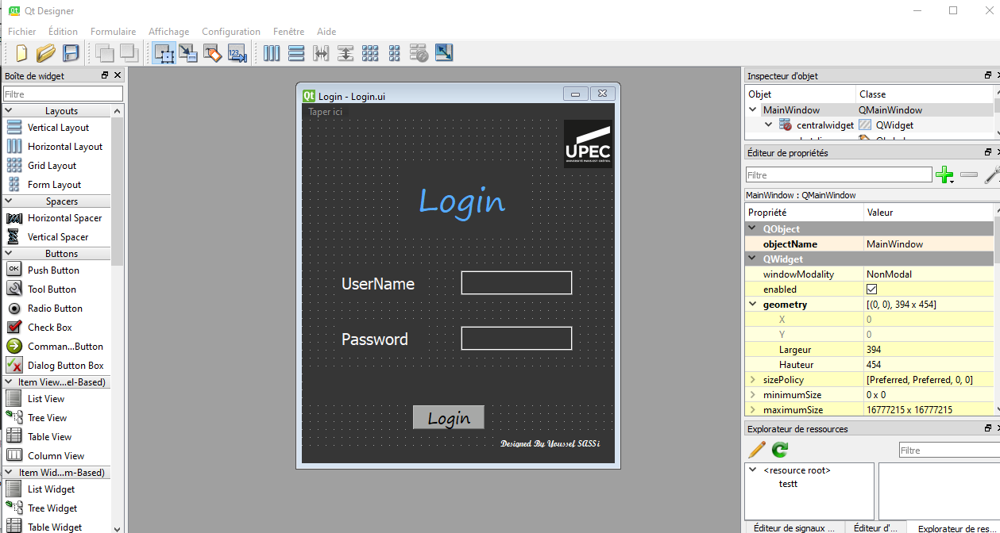 Qt Designer
Fichier Édition Formulaire Affichage Configuration Fenêtre Aide
Boîte de widget
Filtre
Layouts
Vertical Layout
Horizontal Layout
Grid Layout
Form Layout
Spacers
Horizontal Spacer
Vertical Spacer
Buttons
OK Push Button
Tool Button
Radio Button
Check Box
Comman...Button
Dialog Button Box
Item View...el-Based)
List View
Tree View
Table View
Column View
Item Wid...m-Based)
List Widget
Tree Widget
Table Widget
Qt Login - Login.ui
Taper ici
UPEC
UNIVERSITÉ PARIS-EST CRÉTEIL
Login
UserName
Password
Login
Designed By Youssef SASSi
Inspecteur d'objet
Objet Classe
MainWindow QMainWindow
centralwidget QWidget
Éditeur de propriétés
Filtre
MainWindow : QMainWindow
Propriété Valeur
QObject
objectName MainWindow
QWidget
windowModality NonModal
enabled
geometry [(0, 0), 394 x 454]
X 0
Y 0
Largeur 394
Hauteur 454
sizePolicy [Preferred, Preferred, 0, 0]
minimumSize 0 x 0
maximumSize 16777215 x 16777215
Explorateur de ressources
Filtre
<resource root>
testt
Éditeur de signaux ... Éditeur d'... Explorateur de res...